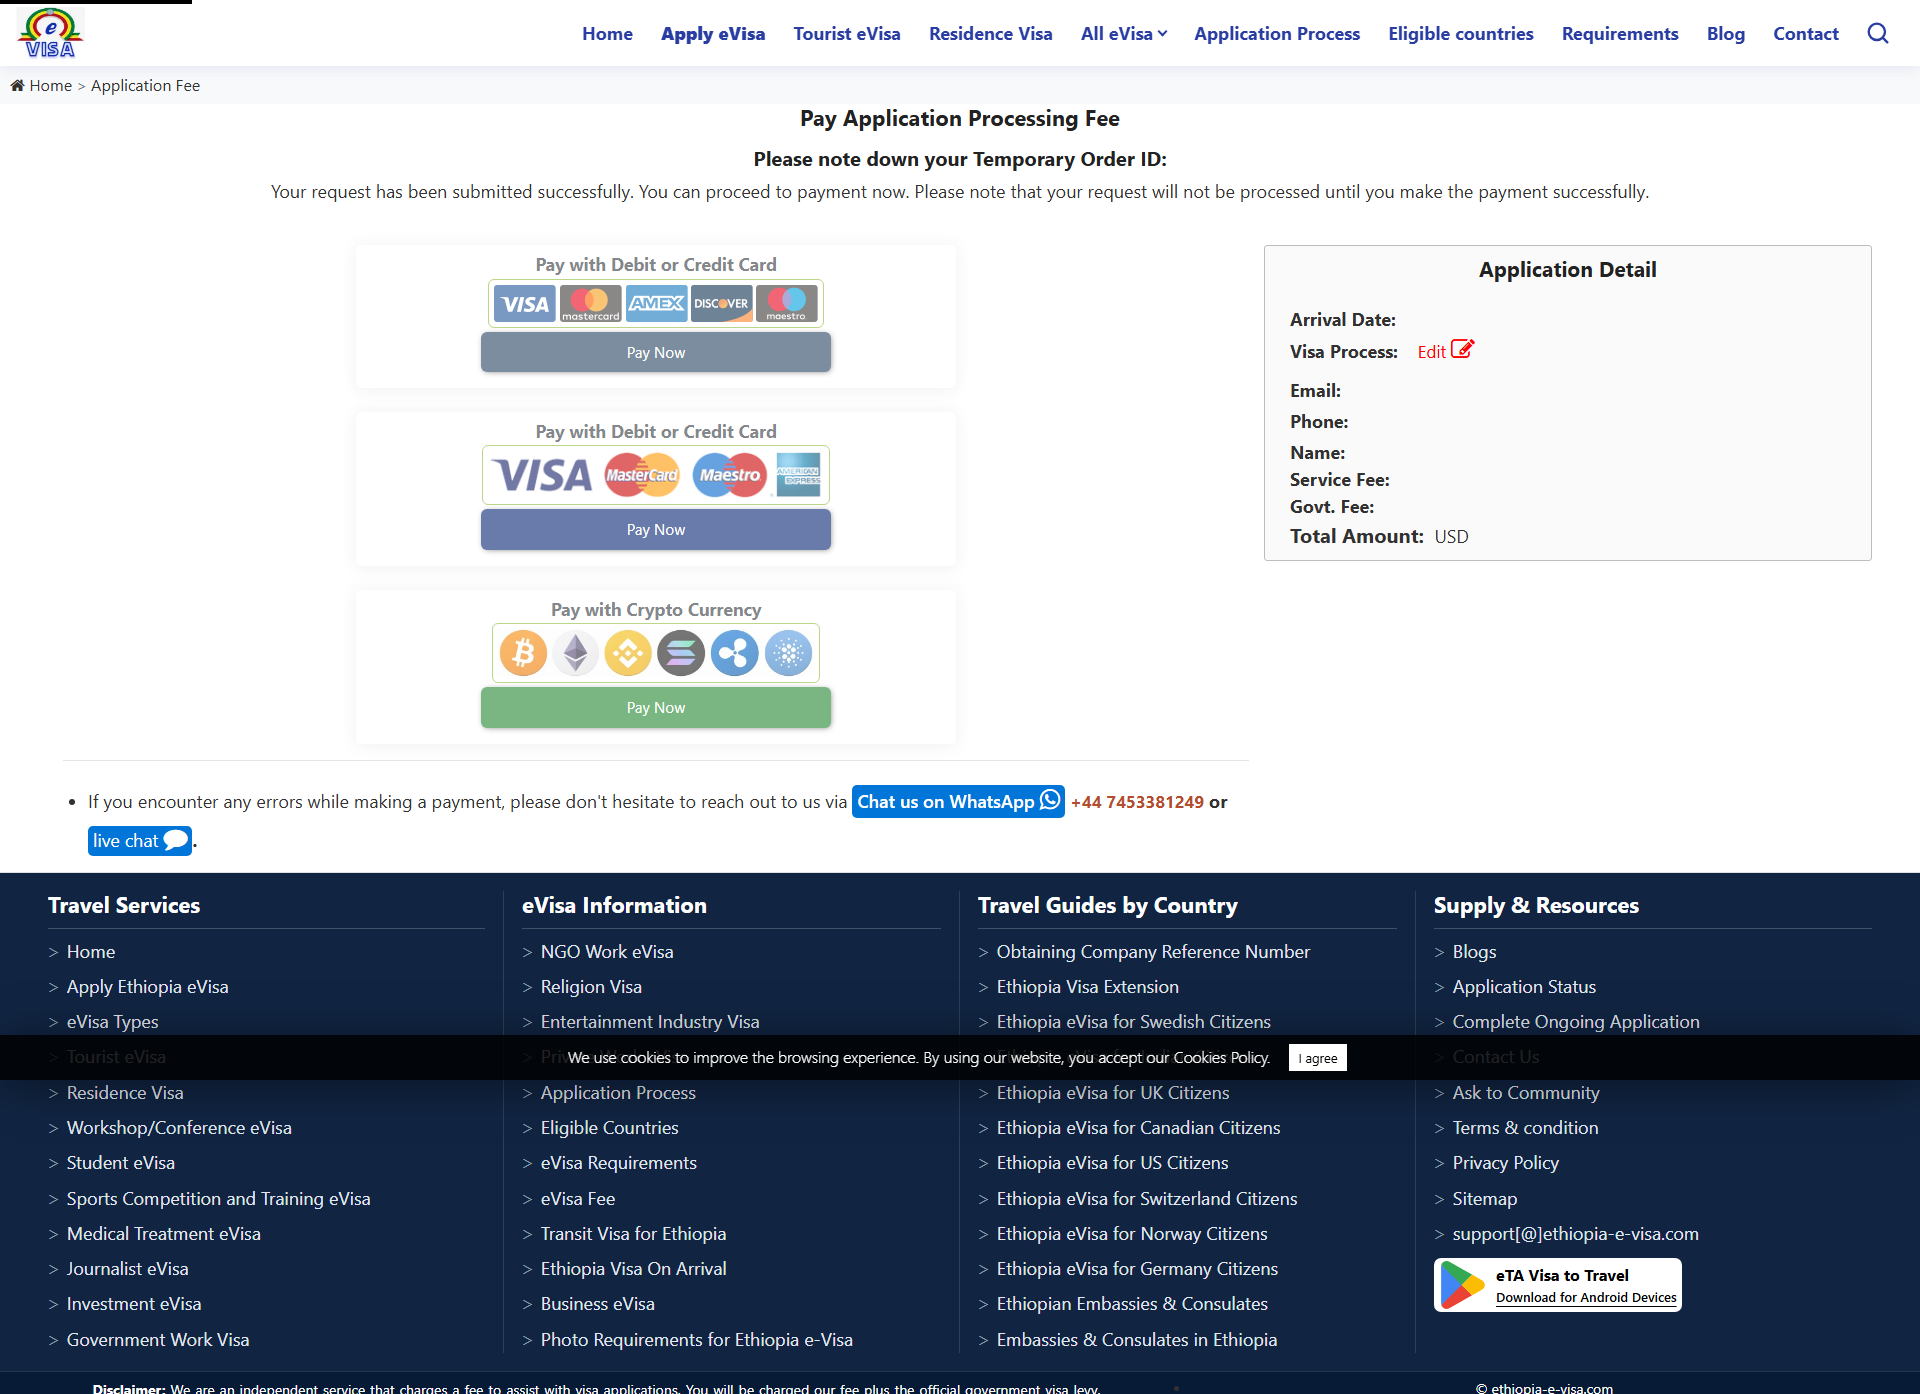 e
VISA
Home
Apply eVisa
Tourist eVisa
Residence Visa
All eVisa
Application Process
Eligible countries
Requirements
Blog
Contact
Home > Application Fee
Pay Application Processing Fee
Please note down your Temporary Order ID:
Your request has been submitted successfully. You can proceed to payment now. Please note that your request will not be processed until you make the payment successfully.
Pay with Debit or Credit Card
VISA mastercard AMEX DISCOVER maestro
Pay Now
Pay with Debit or Credit Card
VISA MasterCard Maestro AMERICAN EXPRESS
Pay Now
Pay with Crypto Currency
Pay Now
Application Detail
Arrival Date:
Visa Process: Edit
Email:
Phone:
Name:
Service Fee:
Govt. Fee:
Total Amount: USD
• If you encounter any errors while making a payment, please don't hesitate to reach out to us via Chat us on WhatsApp +44 7453381249 or
live chat .
Travel Services
> Home
> Apply Ethiopia eVisa
> eVisa Types
> Tourist eVisa
> Residence Visa
> Workshop/Conference eVisa
> Student eVisa
> Sports Competition and Training eVisa
> Medical Treatment eVisa
> Journalist eVisa
> Investment eVisa
> Government Work Visa
eVisa Information
> NGO Work eVisa
> Religion Visa
> Entertainment Industry Visa
> Application Process
> Eligible Countries
> eVisa Requirements
> eVisa Fee
> Transit Visa for Ethiopia
> Ethiopia Visa On Arrival
> Business eVisa
> Photo Requirements for Ethiopia e-Visa
Travel Guides by Country
> Obtaining Company Reference Number
> Ethiopia Visa Extension
> Ethiopia eVisa for Swedish Citizens
> Ethiopia eVisa for UK Citizens
> Ethiopia eVisa for Canadian Citizens
> Ethiopia eVisa for US Citizens
> Ethiopia eVisa for Switzerland Citizens
> Ethiopia eVisa for Norway Citizens
> Ethiopia eVisa for Germany Citizens
> Ethiopian Embassies & Consulates
> Embassies & Consulates in Ethiopia
Supply & Resources
> Blogs
> Application Status
> Complete Ongoing Application
> Contact Us
> Ask to Community
> Terms & condition
> Privacy Policy
> Sitemap
> support[@]ethiopia-e-visa.com
eTA Visa to Travel
Download for Android Devices
We use cookies to improve the browsing experience. By using our website, you accept our Cookies Policy.
I agree
Disclaimer: We are an independent service that charges a fee to assist with visa applications. You will be charged our fee plus the official government visa levy.
© ethiopia-e-visa.com